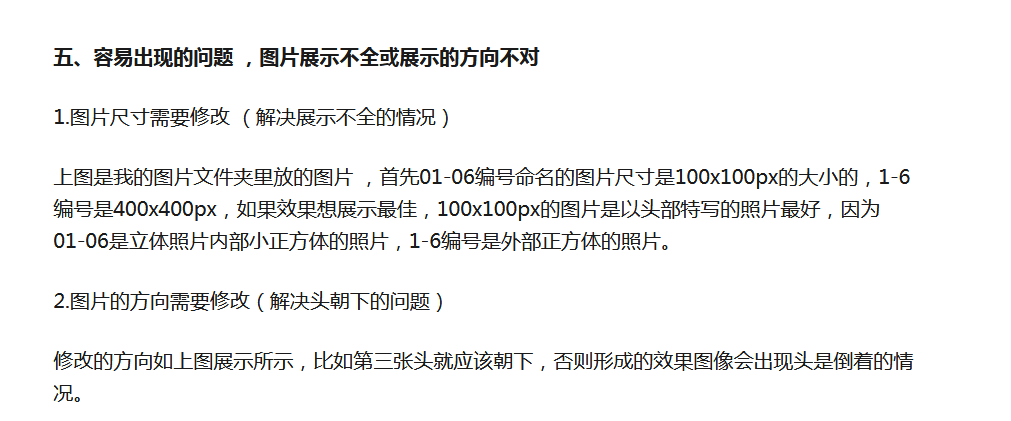 五、容易出现的问题 ，图片展示不全或展示的方向不对
1.图片尺寸需要修改 （解决展示不全的情况）
上图是我的图片文件夹里放的图片 ，首先01-06编号命名的图片尺寸是100x100px的大小的，1-6
编号是400x400px，如果效果想展示最佳，100x100px的图片是以头部特写的照片最好，因为
01-06是立体照片内部小正方体的照片，1-6编号是外部正方体的照片。
2.图片的方向需要修改（解决头朝下的问题）
修改的方向如上图展示所示，比如第三张头就应该朝下，否则形成的效果图像会出现头是倒着的情
况。